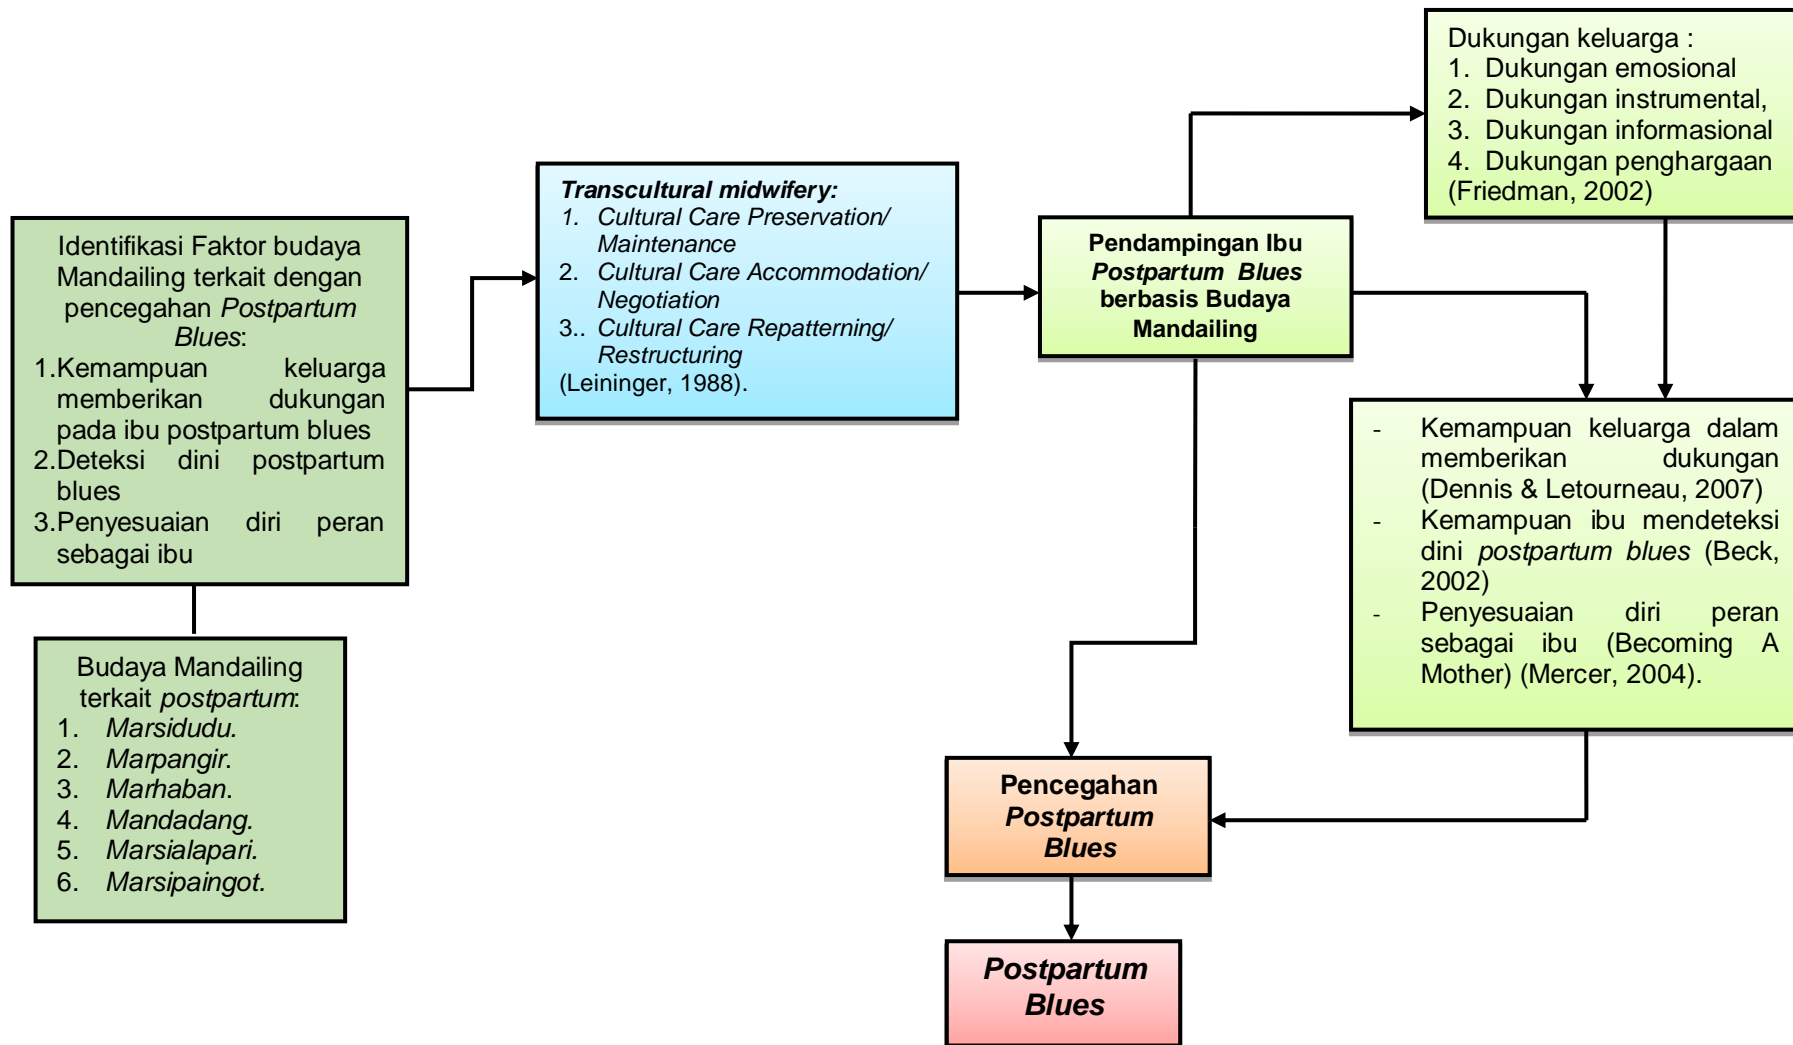 Identifikasi Faktor budaya
Mandailing terkait dengan
pencegahan Postpartum
Blues:
1.Kemampuan keluarga
memberikan dukungan
pada ibu postpartum blues
2.Deteksi dini postpartum
blues
3.Penyesuaian diri peran
sebagai ibu
Budaya Mandailing
terkait postpartum:
1. Marsidudu.
2. Marpangir.
3. Marhaban.
4. Mandadang.
5. Marsialapari.
6. Marsipaingot.
Transcultural midwifery:
1. Cultural Care Preservation/
Maintenance
2. Cultural Care Accommodation/
Negotiation
3.. Cultural Care Repatterning/
Restructuring
(Leininger, 1988).
Pendampingan Ibu
Postpartum Blues
berbasis Budaya
Mandailing
Dukungan keluarga :
1. Dukungan emosional
2. Dukungan instrumental,
3. Dukungan informasional
4. Dukungan penghargaan
(Friedman, 2002)
- Kemampuan keluarga dalam
memberikan dukungan
(Dennis & Letourneau, 2007)
- Kemampuan ibu mendeteksi
dini postpartum blues (Beck,
2002)
- Penyesuaian diri peran
sebagai ibu (Becoming A
Mother) (Mercer, 2004).
Pencegahan
Postpartum
Blues
Postpartum
Blues